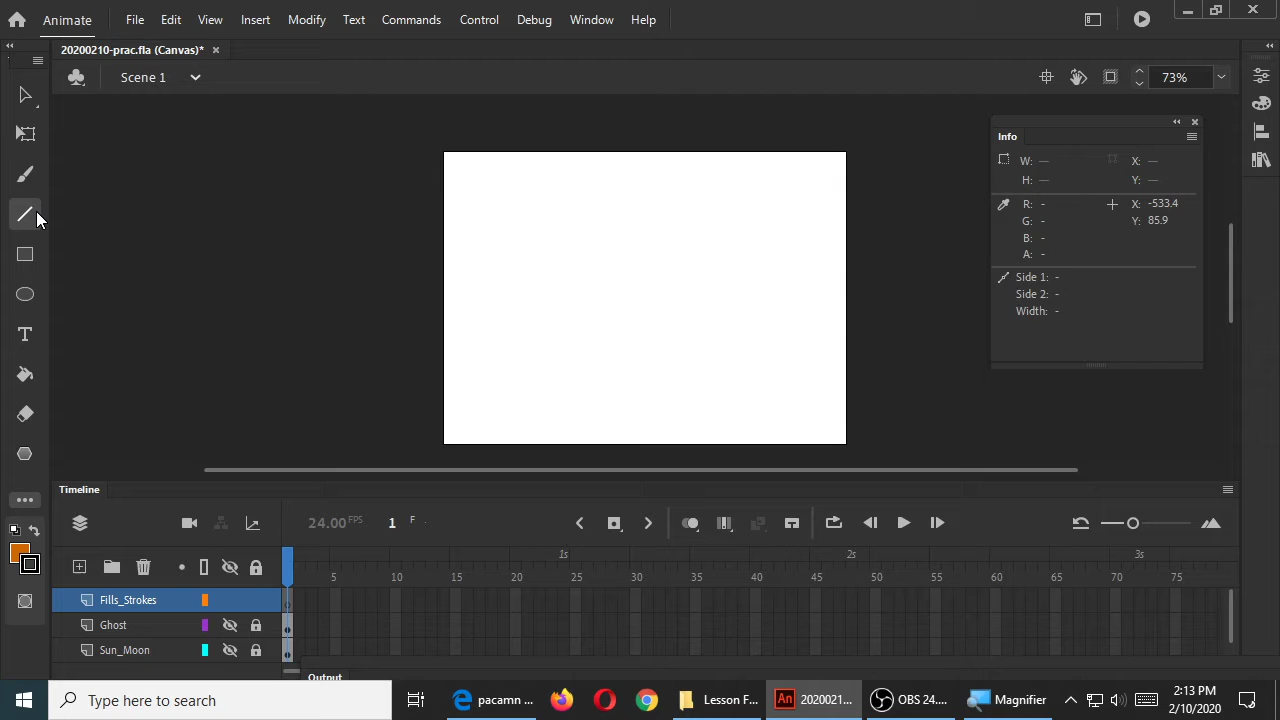 Animate File Edit View Insert Modify Text Commands Control Debug Window Help
20200210-prac.fla (Canvas)*
Scene 1 73%
Info
W: — X: —
H: — Y: —
R: - X: -533.4
G: - Y: 85.9
B: -
A: -
Side 1: -
Side 2: -
Width: -
Timeline
24.00 FPS 1 F
1s 2s 3s
5 10 15 20 25 30 35 40 45 50 55 60 65 70 75
Fills_Strokes
Ghost
Sun_Moon
Output
Type here to search pacamn ... Lesson F... An 2020021... OBS 24.... Magnifier 2:13 PM
2/10/2020